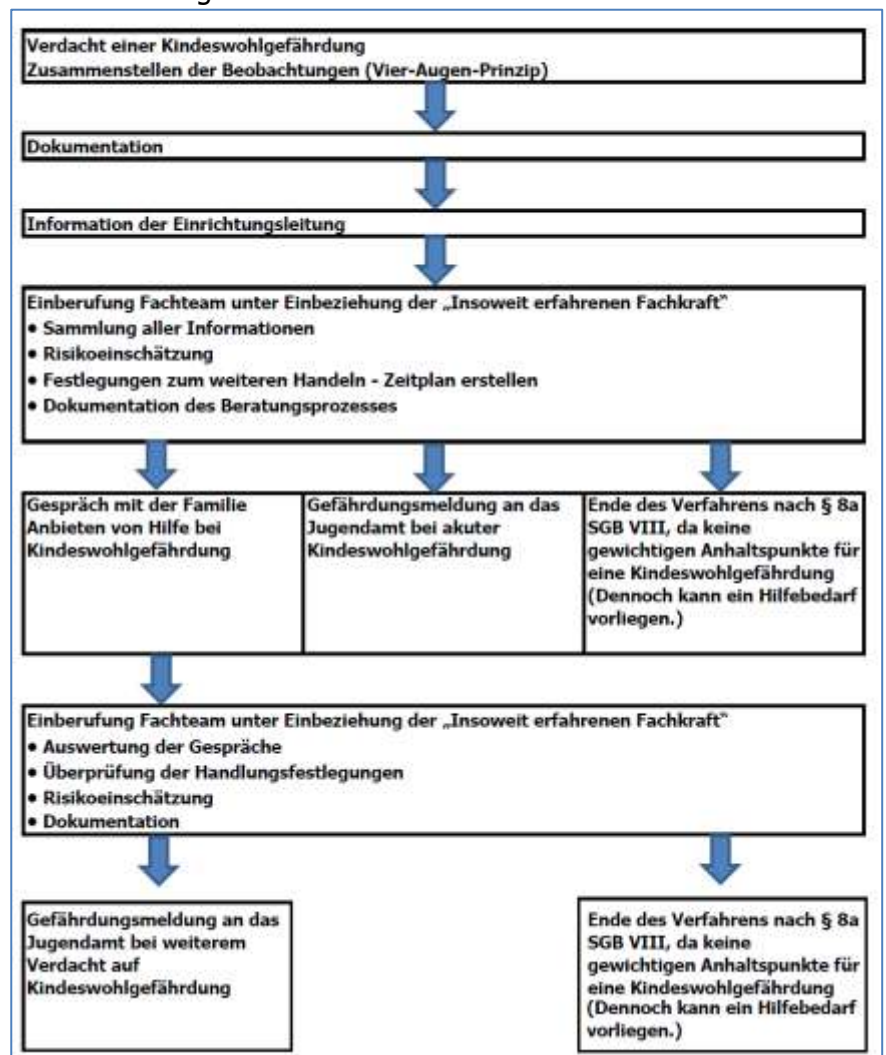 Verdacht einer Kindeswohlgefährdung
Zusammenstellen der Beobachtungen (Vier-Augen-Prinzip)
Dokumentation
Information der Einrichtungsleitung
Einberufung Fachteam unter Einbeziehung der „Insoweit erfahrenen Fachkraft“
• Sammlung aller Informationen
• Risikoeinschätzung
• Festlegungen zum weiteren Handeln - Zeitplan erstellen
• Dokumentation des Beratungsprozesses
Gespräch mit der Familie
Anbieten von Hilfe bei
Kindeswohlgefährdung
Gefährdungsmeldung an das
Jugendamt bei akuter
Kindeswohlgefährdung
Ende des Verfahrens nach § 8a
SGB VIII, da keine
gewichtigen Anhaltspunkte für
eine Kindeswohlgefährdung
(Dennoch kann ein Hilfebedarf
vorliegen.)
Einberufung Fachteam unter Einbeziehung der „Insoweit erfahrenen Fachkraft“
• Auswertung der Gespräche
• Überprüfung der Handlungsfestlegungen
• Risikoeinschätzung
• Dokumentation
Gefährdungsmeldung an das
Jugendamt bei weiterem
Verdacht auf
Kindeswohlgefährdung
Ende des Verfahrens nach § 8a
SGB VIII, da keine
gewichtigen Anhaltspunkte für
eine Kindeswohlgefährdung
(Dennoch kann ein Hilfebedarf
vorliegen.)